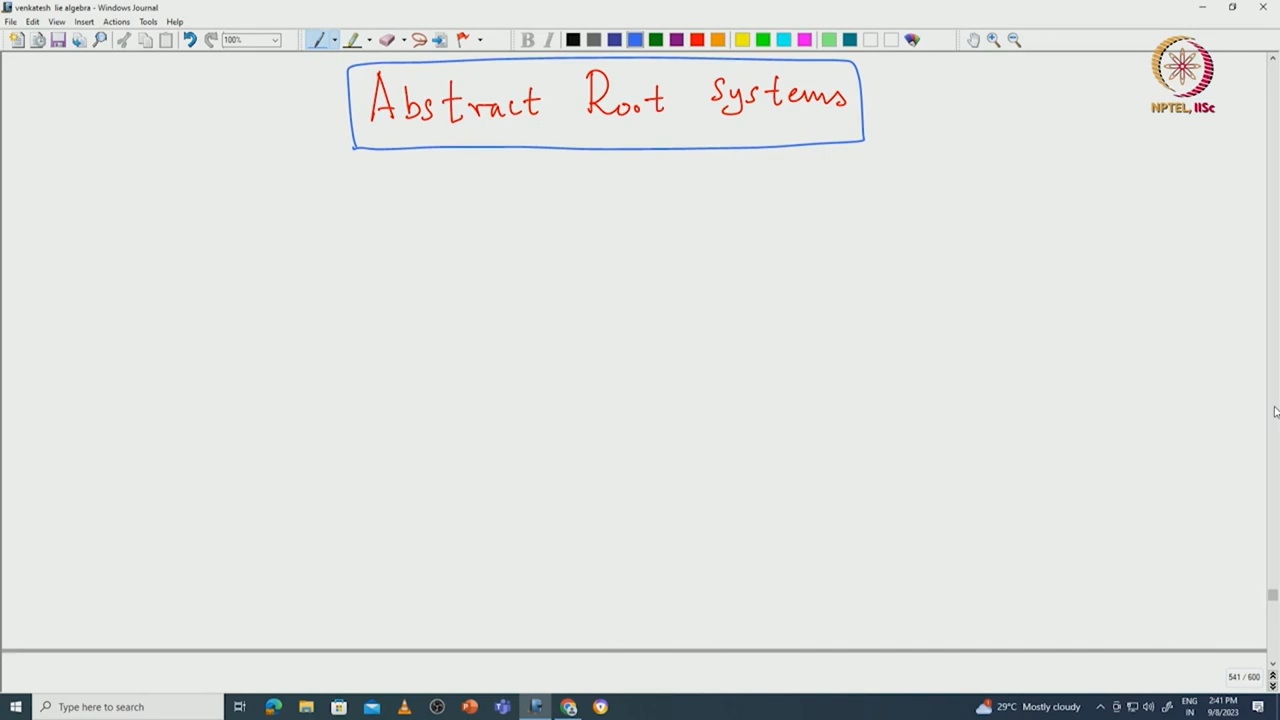 venkatesh lie algebra - Windows Journal
File Edit View Insert Actions Tools Help
100%
B I
Abstract Root Systems
NPTEL, IISc
541 / 600
Type here to search
29°C Mostly cloudy
ENG
IN
2:41 PM
9/8/2023